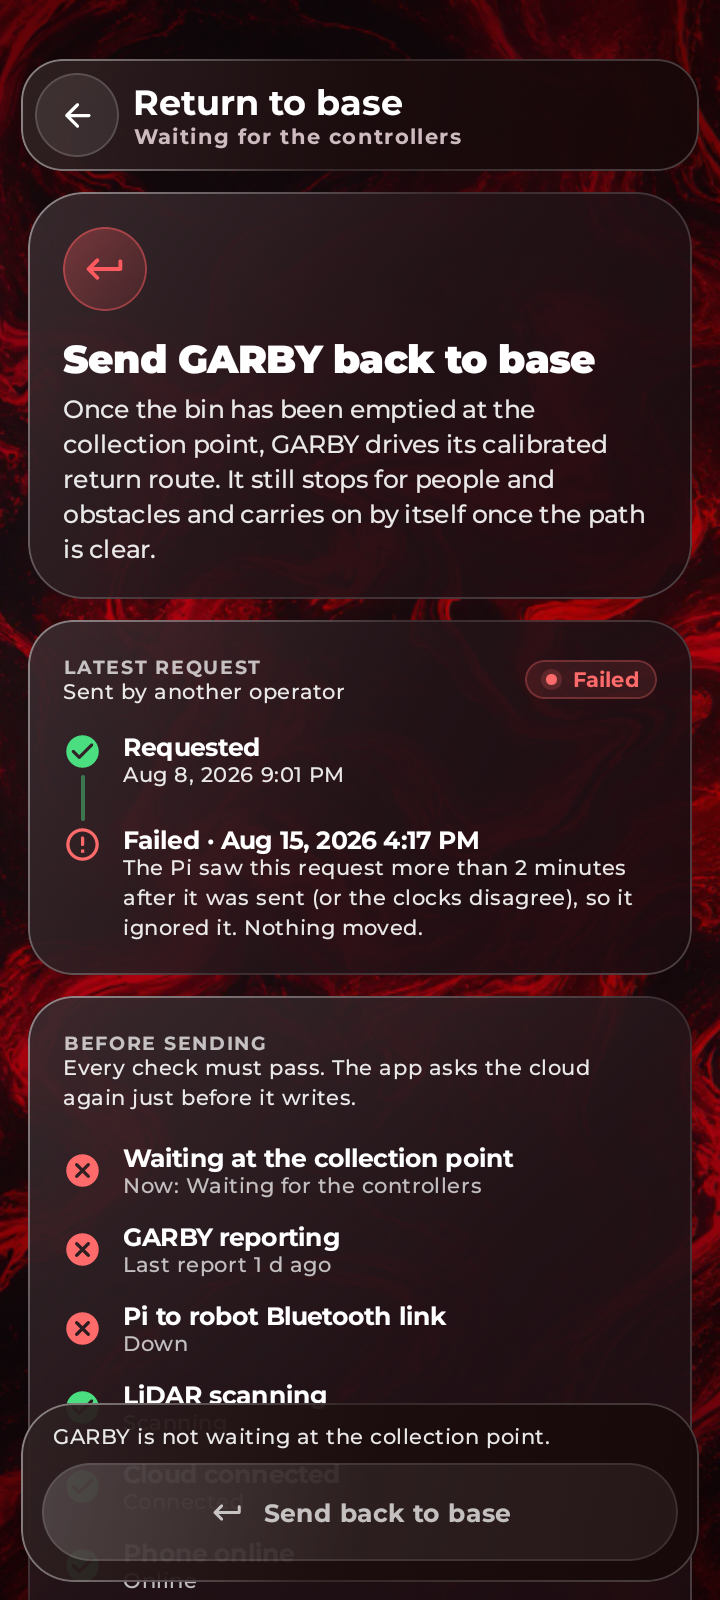 Return to base
Waiting for the controllers
Send GARBY back to base
Once the bin has been emptied at the
collection point, GARBY drives its calibrated
return route. It still stops for people and
obstacles and carries on by itself once the path
is clear.
LATEST REQUEST
Sent by another operator
Failed
Requested
Aug 8, 2026 9:01 PM
Failed • Aug 15, 2026 4:17 PM
The Pi saw this request more than 2 minutes
after it was sent (or the clocks disagree), so it
ignored it. Nothing moved.
BEFORE SENDING
Every check must pass. The app asks the cloud
again just before it writes.
Waiting at the collection point
Now: Waiting for the controllers
GARBY reporting
Last report 1 d ago
Pi to robot Bluetooth link
Down
LiDAR scanning
Scanning
GARBY is not waiting at the collection point.
Cloud connected
Connected
Send back to base
Phone online
Online